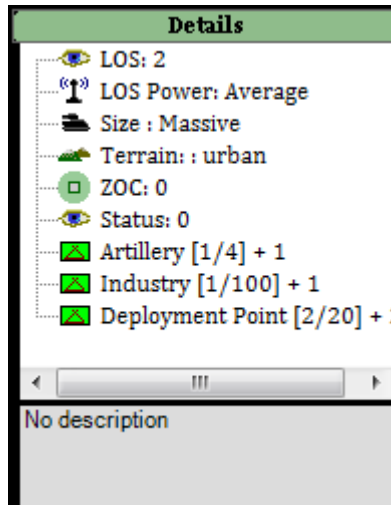 Details
LOS: 2
LOS Power: Average
Size : Massive
Terrain: : urban
ZOC: 0
Status: 0
Artillery [1/4] + 1
Industry [1/100] + 1
Deployment Point [2/20] +
No description